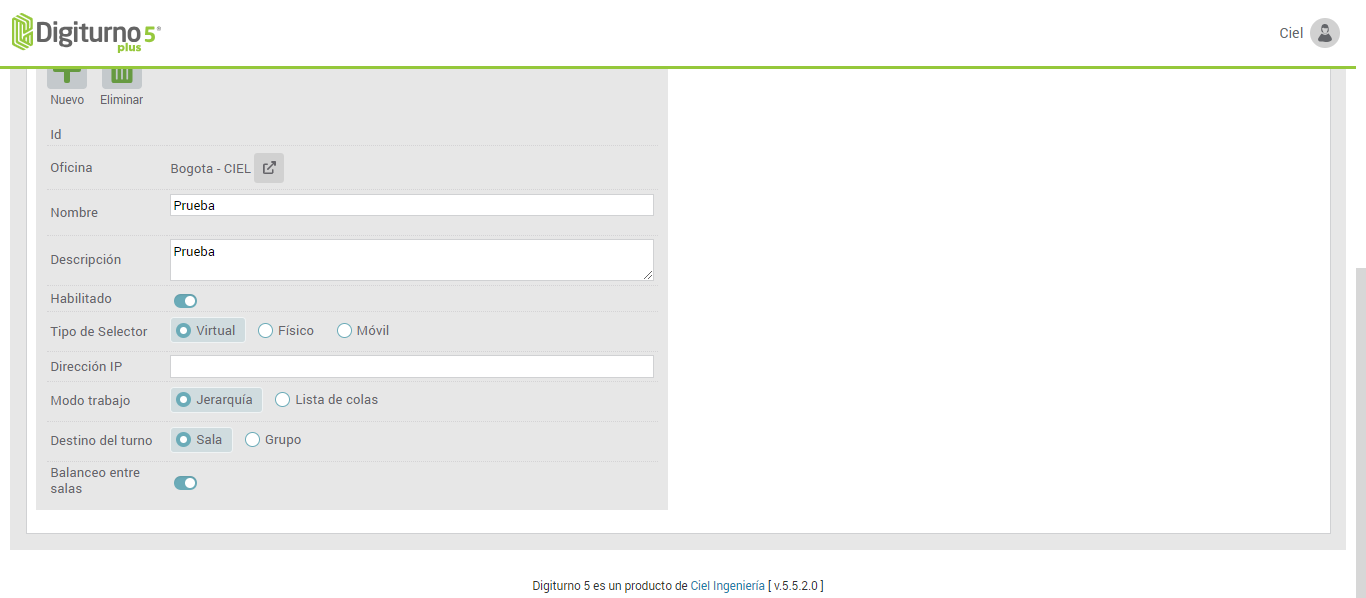 Digiturno 5®
plus
Ciel
Nuevo Eliminar
Id
Oficina Bogota - CIEL
Nombre Prueba
Descripción Prueba
Habilitado
Tipo de Selector Virtual Físico Móvil
Dirección IP
Modo trabajo Jerarquía Lista de colas
Destino del turno Sala Grupo
Balanceo entre
salas
Digiturno 5 es un producto de Ciel Ingeniería [ v.5.5.2.0 ]